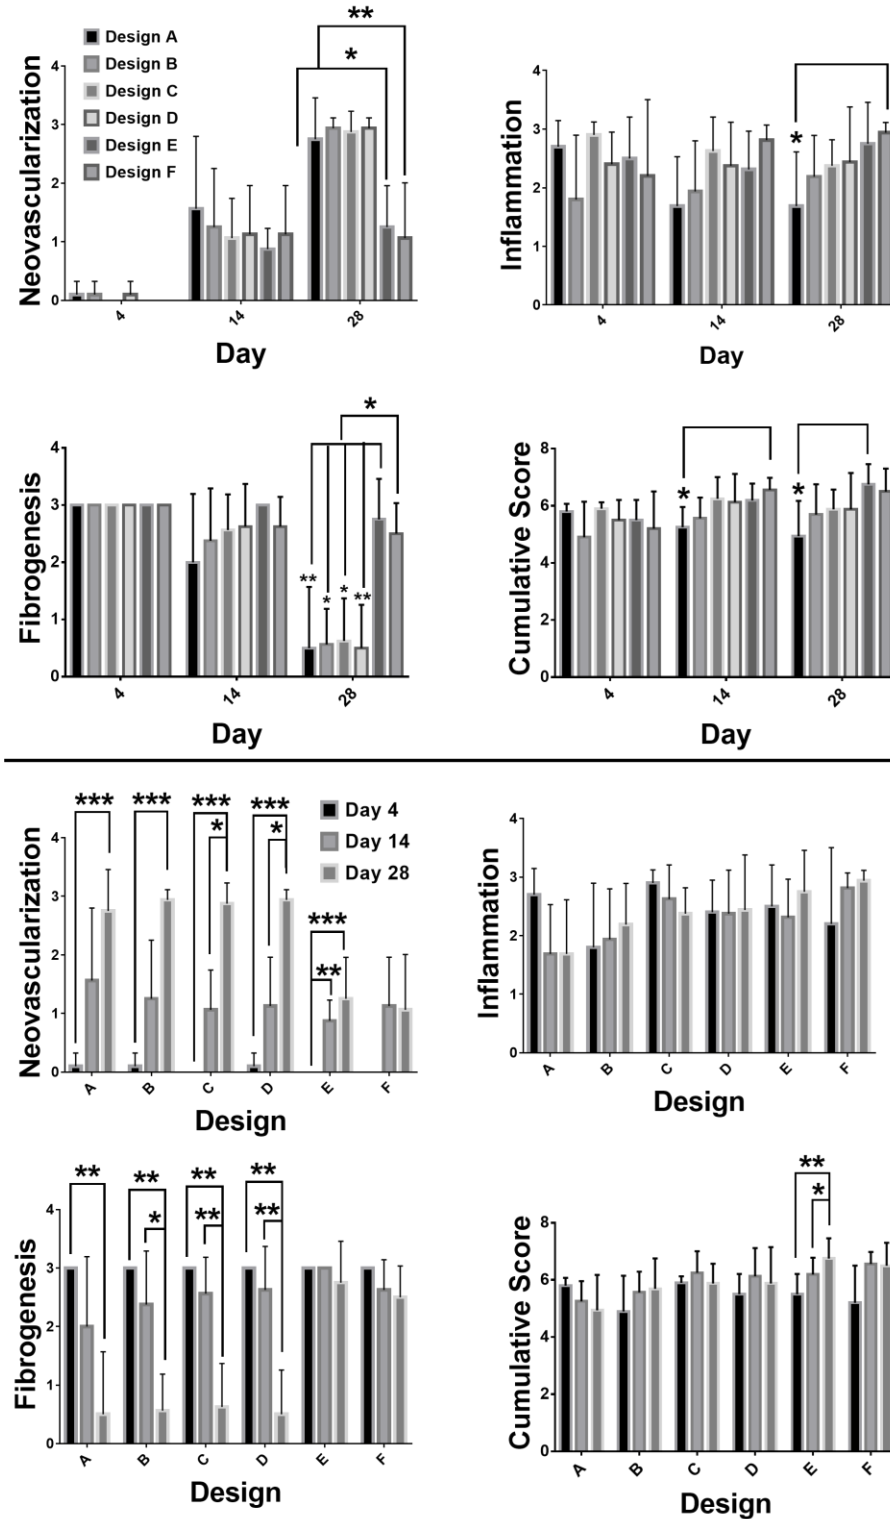 Neovascularization
Design A
Design B
Design C
Design D
Design E
Design F
**
*
4
3
2
1
0
4
14
28
Day
Inflammation
*
4
3
2
1
0
4
14
28
Day
Fibrogenesis
*
** * * **
4
3
2
1
0
4
14
28
Day
Cumulative Score
* *
8
6
4
2
0
4
14
28
Day
Neovascularization
Day 4
Day 14
Day 28
*** *** *** ***
* *
***
**
4
3
2
1
0
A B C D E F
Design
Inflammation
4
3
2
1
0
A B C D E F
Design
Fibrogenesis
** ** ** **
* ** **
4
3
2
1
0
A B C D E F
Design
Cumulative Score
**
*
8
6
4
2
0
A B C D E F
Design